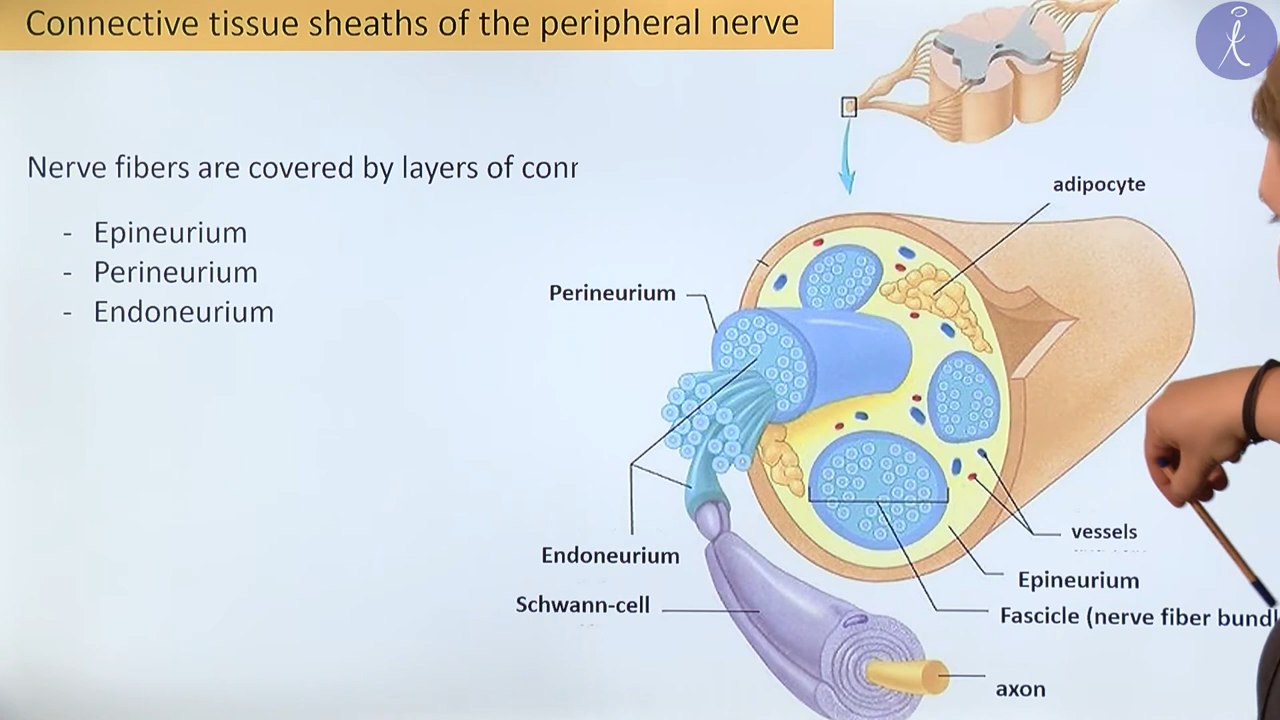 Connective tissue sheaths of the peripheral nerve
Nerve fibers are covered by layers of conr
- Epineurium
- Perineurium
- Endoneurium
adipocyte
Perineurium
vessels
Endoneurium
Epineurium
Schwann-cell
Fascicle (nerve fiber bundl
axon